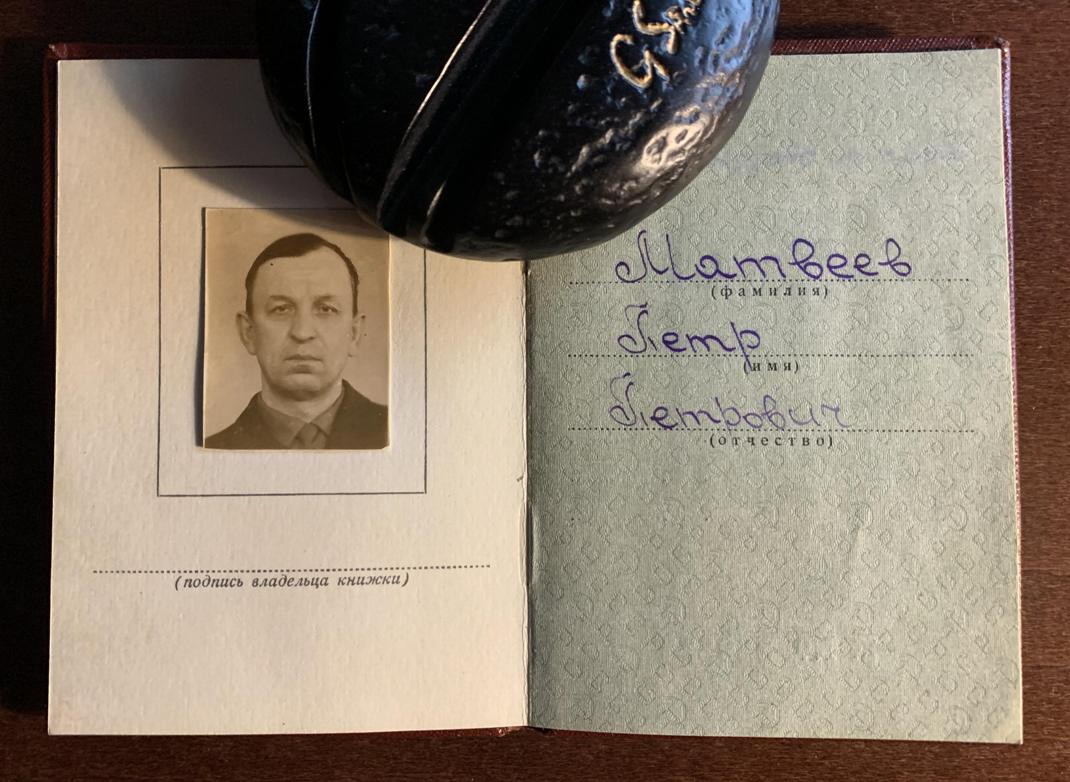 Матвеев
(фамилия)
Петр
(имя)
Петрович
(отчество)
(подпись владельца книжки)